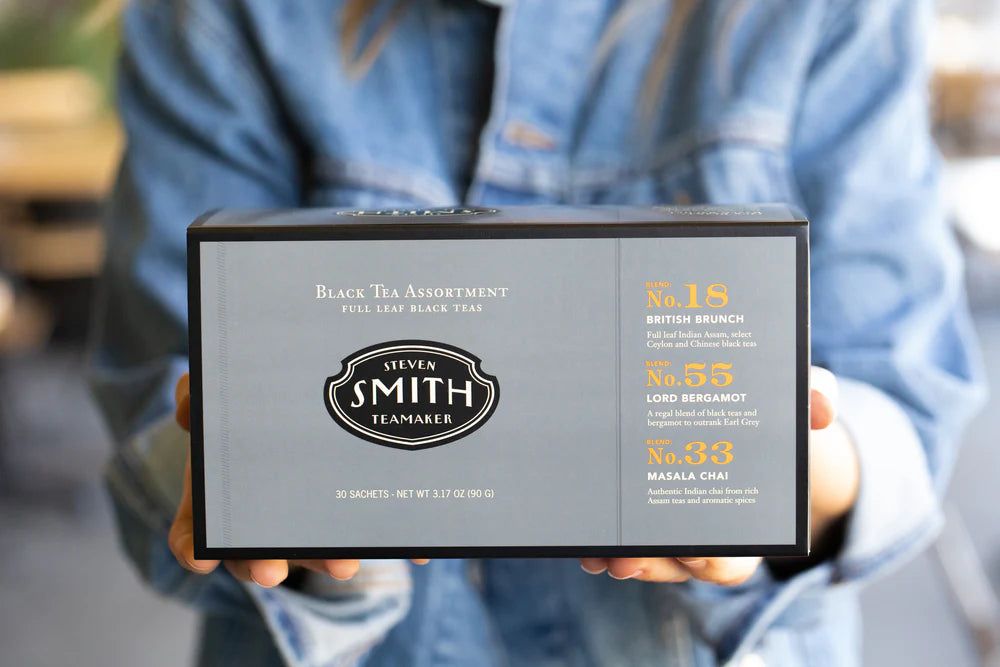 Black Tea Assortment
FULL LEAF BLACK TEAS
STEVEN
SMITH
TEAMAKER
30 SACHETS · NET WT 3.17 OZ (90 G)
BLEND:
No.18
BRITISH BRUNCH
Full leaf Indian Assam, select
Ceylon and Chinese black teas
BLEND:
No.55
LORD BERGAMOT
A regal blend of black teas and
bergamot to outrank Earl Grey
BLEND:
No.33
MASALA CHAI
Authentic Indian chai from rich
Assam teas and aromatic spices